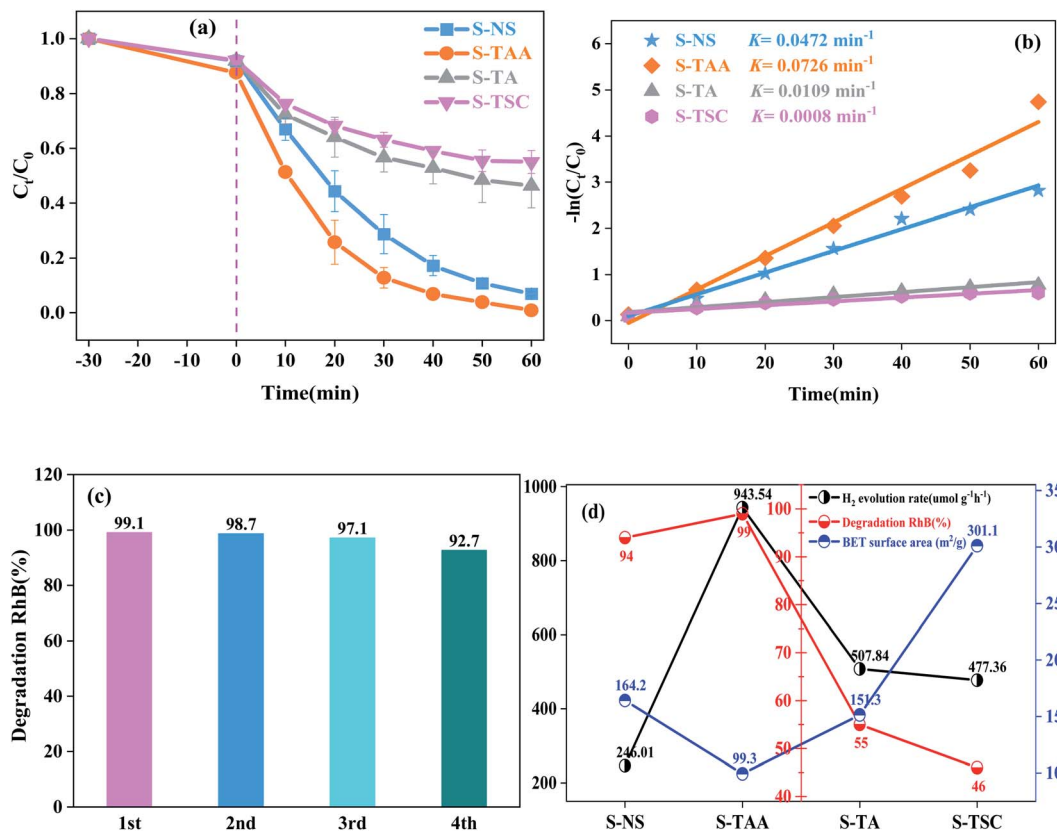 (a)
S-NS
S-TAA
S-TA
S-TSC
1.0
0.8
0.6
0.4
0.2
0.0
Ct/C0
-30 -20 -10 0 10 20 30 40 50 60
Time(min)
(b)
S-NS K= 0.0472 min-1
S-TAA K= 0.0726 min-1
S-TA K= 0.0109 min-1
S-TSC K= 0.0008 min-1
6
5
4
3
2
1
0
-ln(Ct/C0)
0 10 20 30 40 50 60
Time(min)
(c)
120
100
80
60
40
20
0
Degradation RhB(%)
99.1 98.7 97.1 92.7
1st 2nd 3rd 4th
(d)
H2 evolution rate(umol g-1h-1)
Degradation RhB(%)
BET surface area (m2/g)
1000
800
600
400
200
100
90
80
70
60
50
40
35
30
25
20
15
10
943.54
94
99
301.1
164.2
507.84
477.36
151.3
246.01
99.3
55
46
S-NS S-TAA S-TA S-TSC